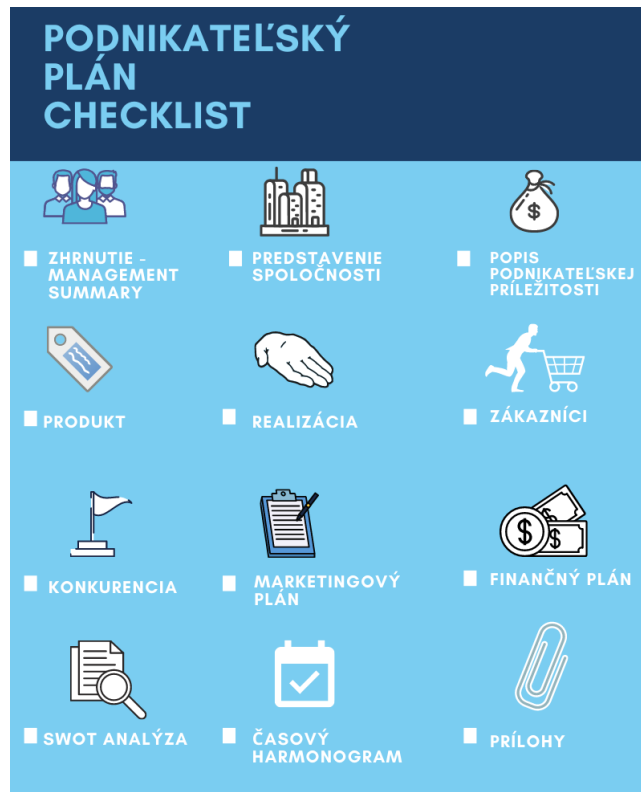 PODNIKATEĽSKÝ
PLÁN
CHECKLIST
ZHRNUTIE -
MANAGEMENT
SUMMARY
PREDSTAVENIE
SPOLOČNOSTI
POPIS
PODNIKATEĽSKEJ
PRÍLEŽITOSTI
PRODUKT
REALIZÁCIA
ZÁKAZNÍCI
KONKURENCIA
MARKETINGOVÝ
PLÁN
FINANČNÝ PLÁN
SWOT ANALÝZA
ČASOVÝ
HARMONOGRAM
PRÍLOHY